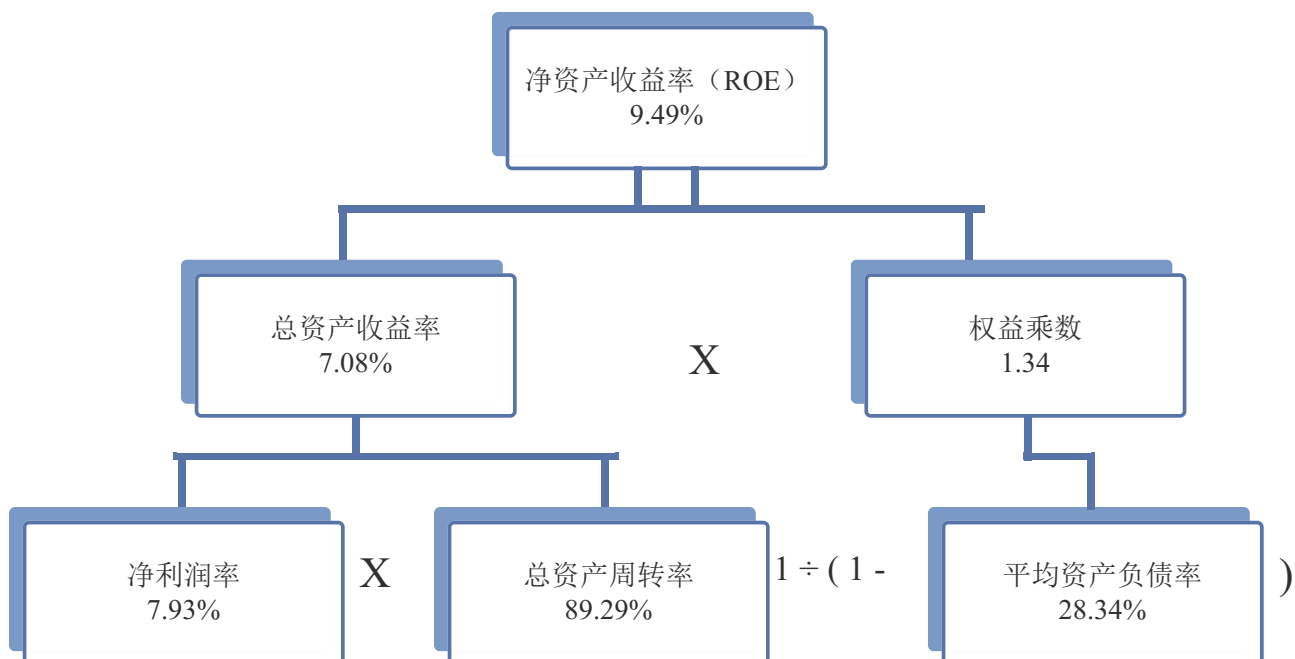 净资产收益率（ROE）
9.49%
总资产收益率
7.08%
X
权益乘数
1.34
净利润率
7.93%
X
总资产周转率
89.29%
1 ÷ ( 1 -
平均资产负债率
28.34%
)